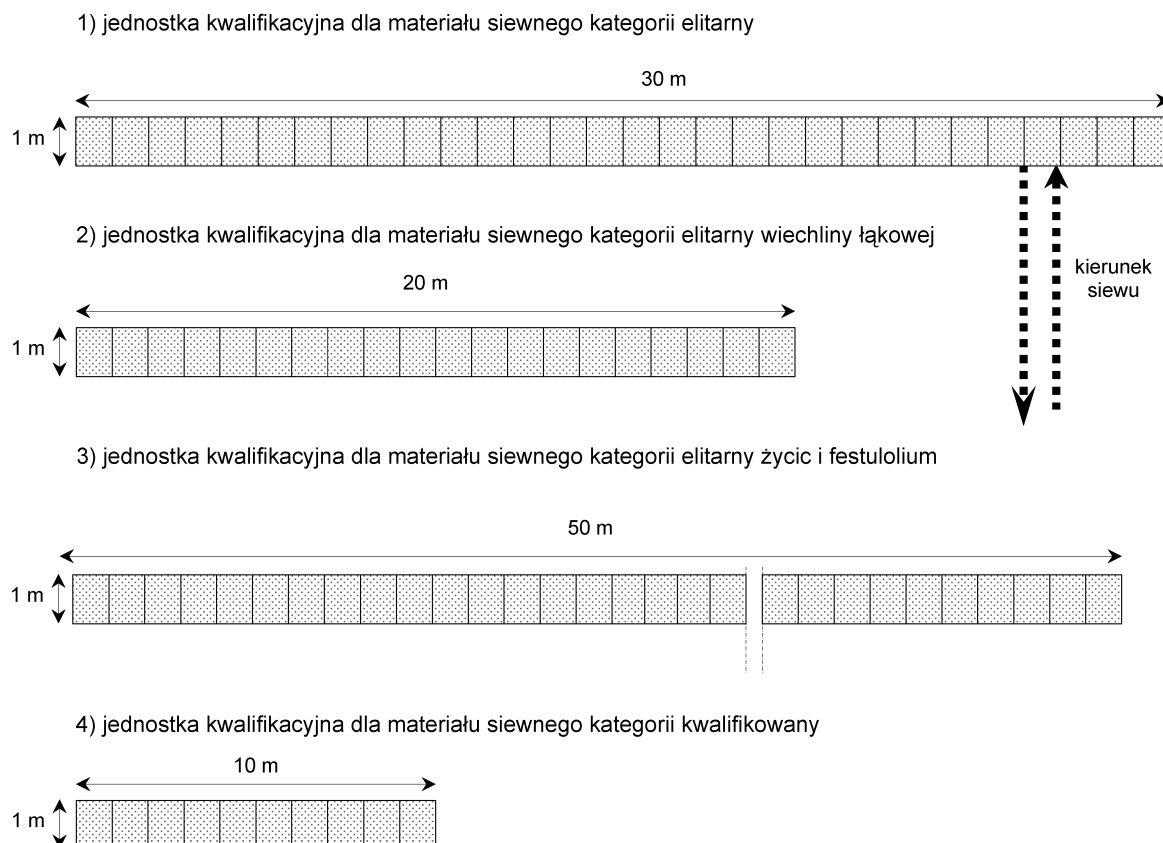 1) jednostka kwalifikacyjna dla materiału siewnego kategorii elitarny
30 m
1 m
2) jednostka kwalifikacyjna dla materiału siewnego kategorii elitarny wiechliny łąkowej
20 m
kierunek
siewu
1 m
3) jednostka kwalifikacyjna dla materiału siewnego kategorii elitarny życic i festulolium
50 m
1 m
4) jednostka kwalifikacyjna dla materiału siewnego kategorii kwalifikowany
10 m
1 m